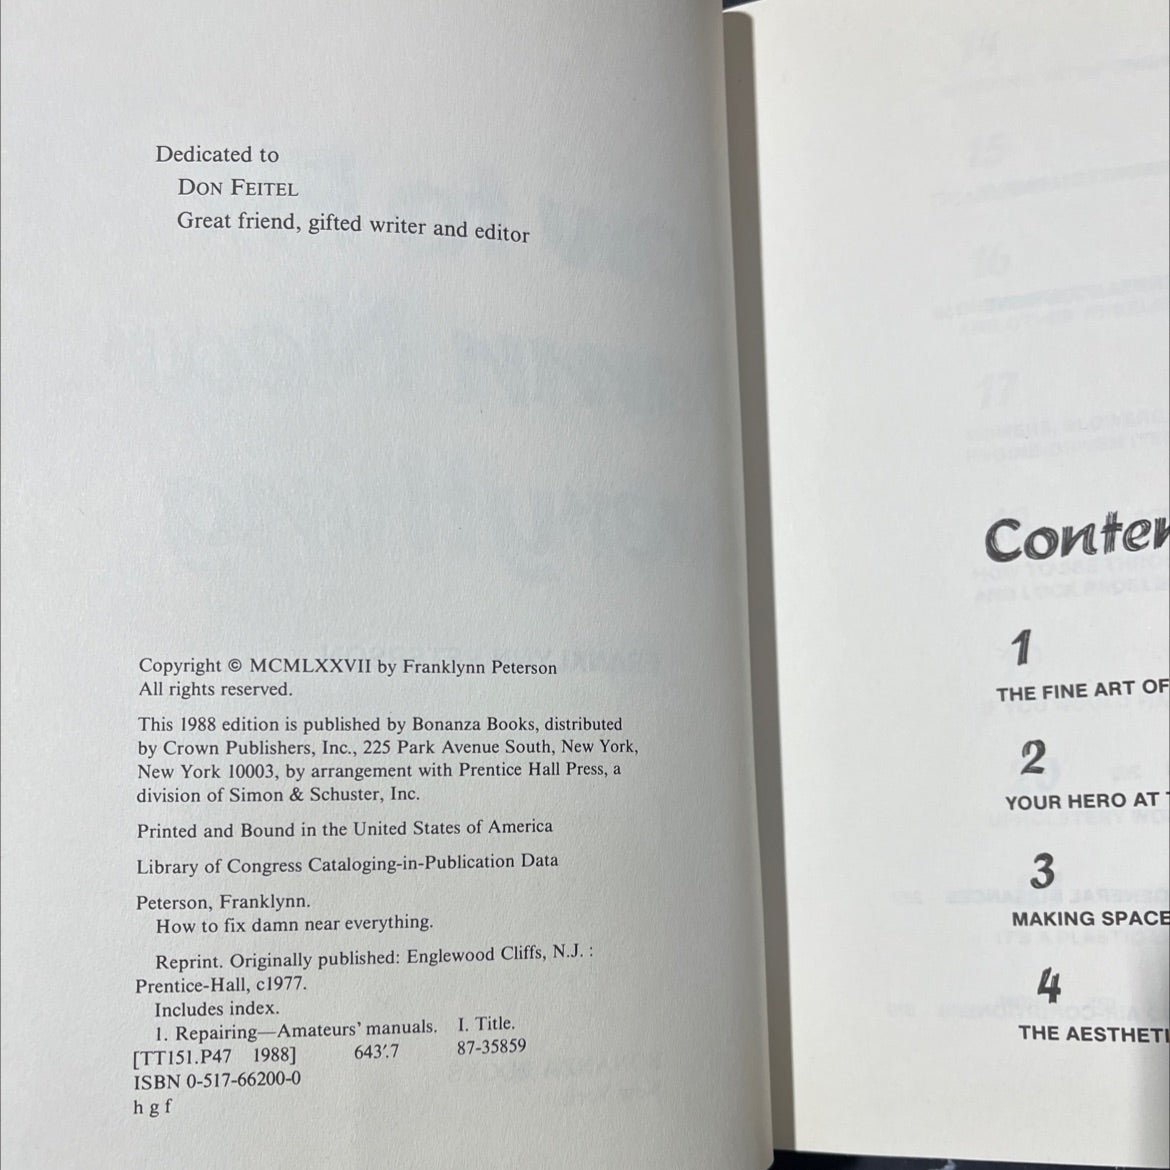 Dedicated to
DON FEITEL
Great friend, gifted writer and editor
Copyright © MCMLXXVII by Franklynn Peterson
All rights reserved.
This 1988 edition is published by Bonanza Books, distributed
by Crown Publishers, Inc., 225 Park Avenue South, New York,
New York 10003, by arrangement with Prentice Hall Press, a
division of Simon & Schuster, Inc.
Printed and Bound in the United States of America
Library of Congress Cataloging-in-Publication Data
Peterson, Franklynn.
How to fix damn near everything.
Reprint. Originally published: Englewood Cliffs, N.J. :
Prentice-Hall, c1977.
Includes index.
1. Repairing—Amateurs' manuals. I. Title.
[TT151.P47 1988] 643'.7 87-35859
ISBN 0-517-66200-0
h g f
1
THE FINE ART OF
2
YOUR HERO AT
3
MAKING SPACE
4
THE